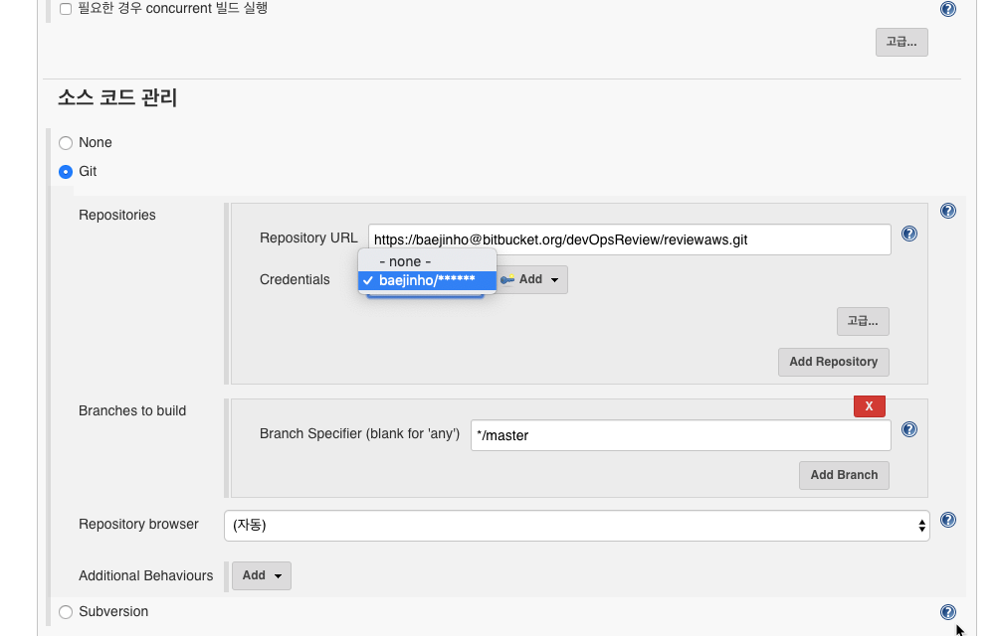 필요한 경우 concurrent 빌드 실행
고급...
소스 코드 관리
None
Git
Repositories
Repository URL https://baejinho@bitbucket.org/devOpsReview/reviewaws.git
- none -
Credentials ✓ baejinho/****** Add
고급...
Add Repository
Branches to build
X
Branch Specifier (blank for 'any') */master
Add Branch
Repository browser (자동)
Additional Behaviours Add
Subversion